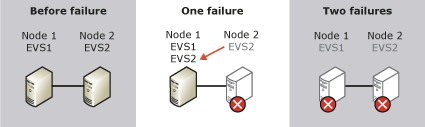 Before failure
Node 1 Node 2
EVS1 EVS2
One failure
Node 1 Node 2
EVS1 EVS2
EVS2
Two failures
Node 1 Node 2
EVS1 EVS2